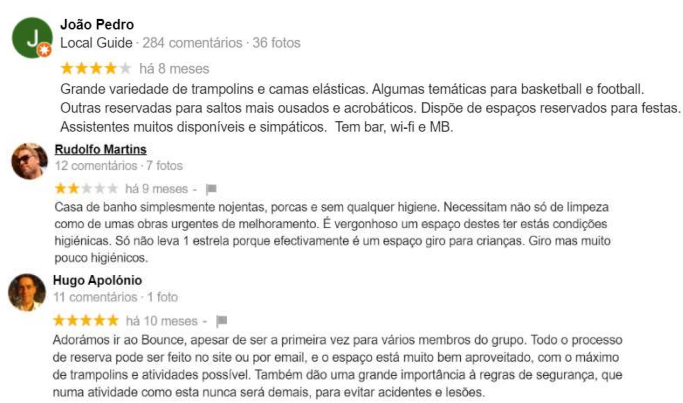 João Pedro
J
Local Guide · 284 comentários · 36 fotos
há 8 meses
Grande variedade de trampolins e camas elásticas. Algumas temáticas para basketball e football.
Outras reservadas para saltos mais ousados e acrobáticos. Dispõe de espaços reservados para festas.
Assistentes muitos disponíveis e simpáticos. Tem bar, wi-fi e MB.
Rudolfo Martins
12 comentários · 7 fotos
há 9 meses -
Casa de banho simplesmente nojentas, porcas e sem qualquer higiene. Necessitam não só de limpeza
como de umas obras urgentes de melhoramento. É vergonhoso um espaço destes ter estás condições
higiénicas. Só não leva 1 estrela porque efectivamente é um espaço giro para crianças. Giro mas muito
pouco higiénicos.
Hugo Apolónio
11 comentários · 1 foto
há 10 meses -
Adorámos ir ao Bounce, apesar de ser a primeira vez para vários membros do grupo. Todo o processo
de reserva pode ser feito no site ou por email, e o espaço está muito bem aproveitado, com o máximo
de trampolins e atividades possível. Também dão uma grande importância à regras de segurança, que
numa atividade como esta nunca será demais, para evitar acidentes e lesões.